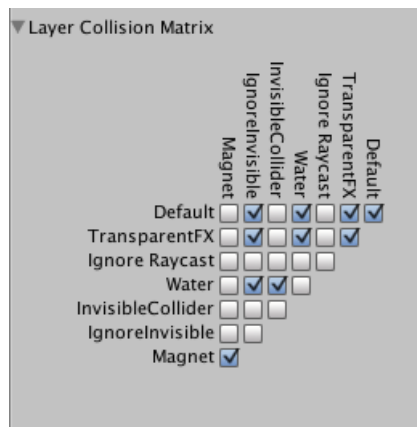 Layer Collision Matrix
Magnet
IgnoreInvisible
InvisibleCollider
Water
Ignore Raycast
TransparentFX
Default
Default
TransparentFX
Ignore Raycast
Water
InvisibleCollider
IgnoreInvisible
Magnet